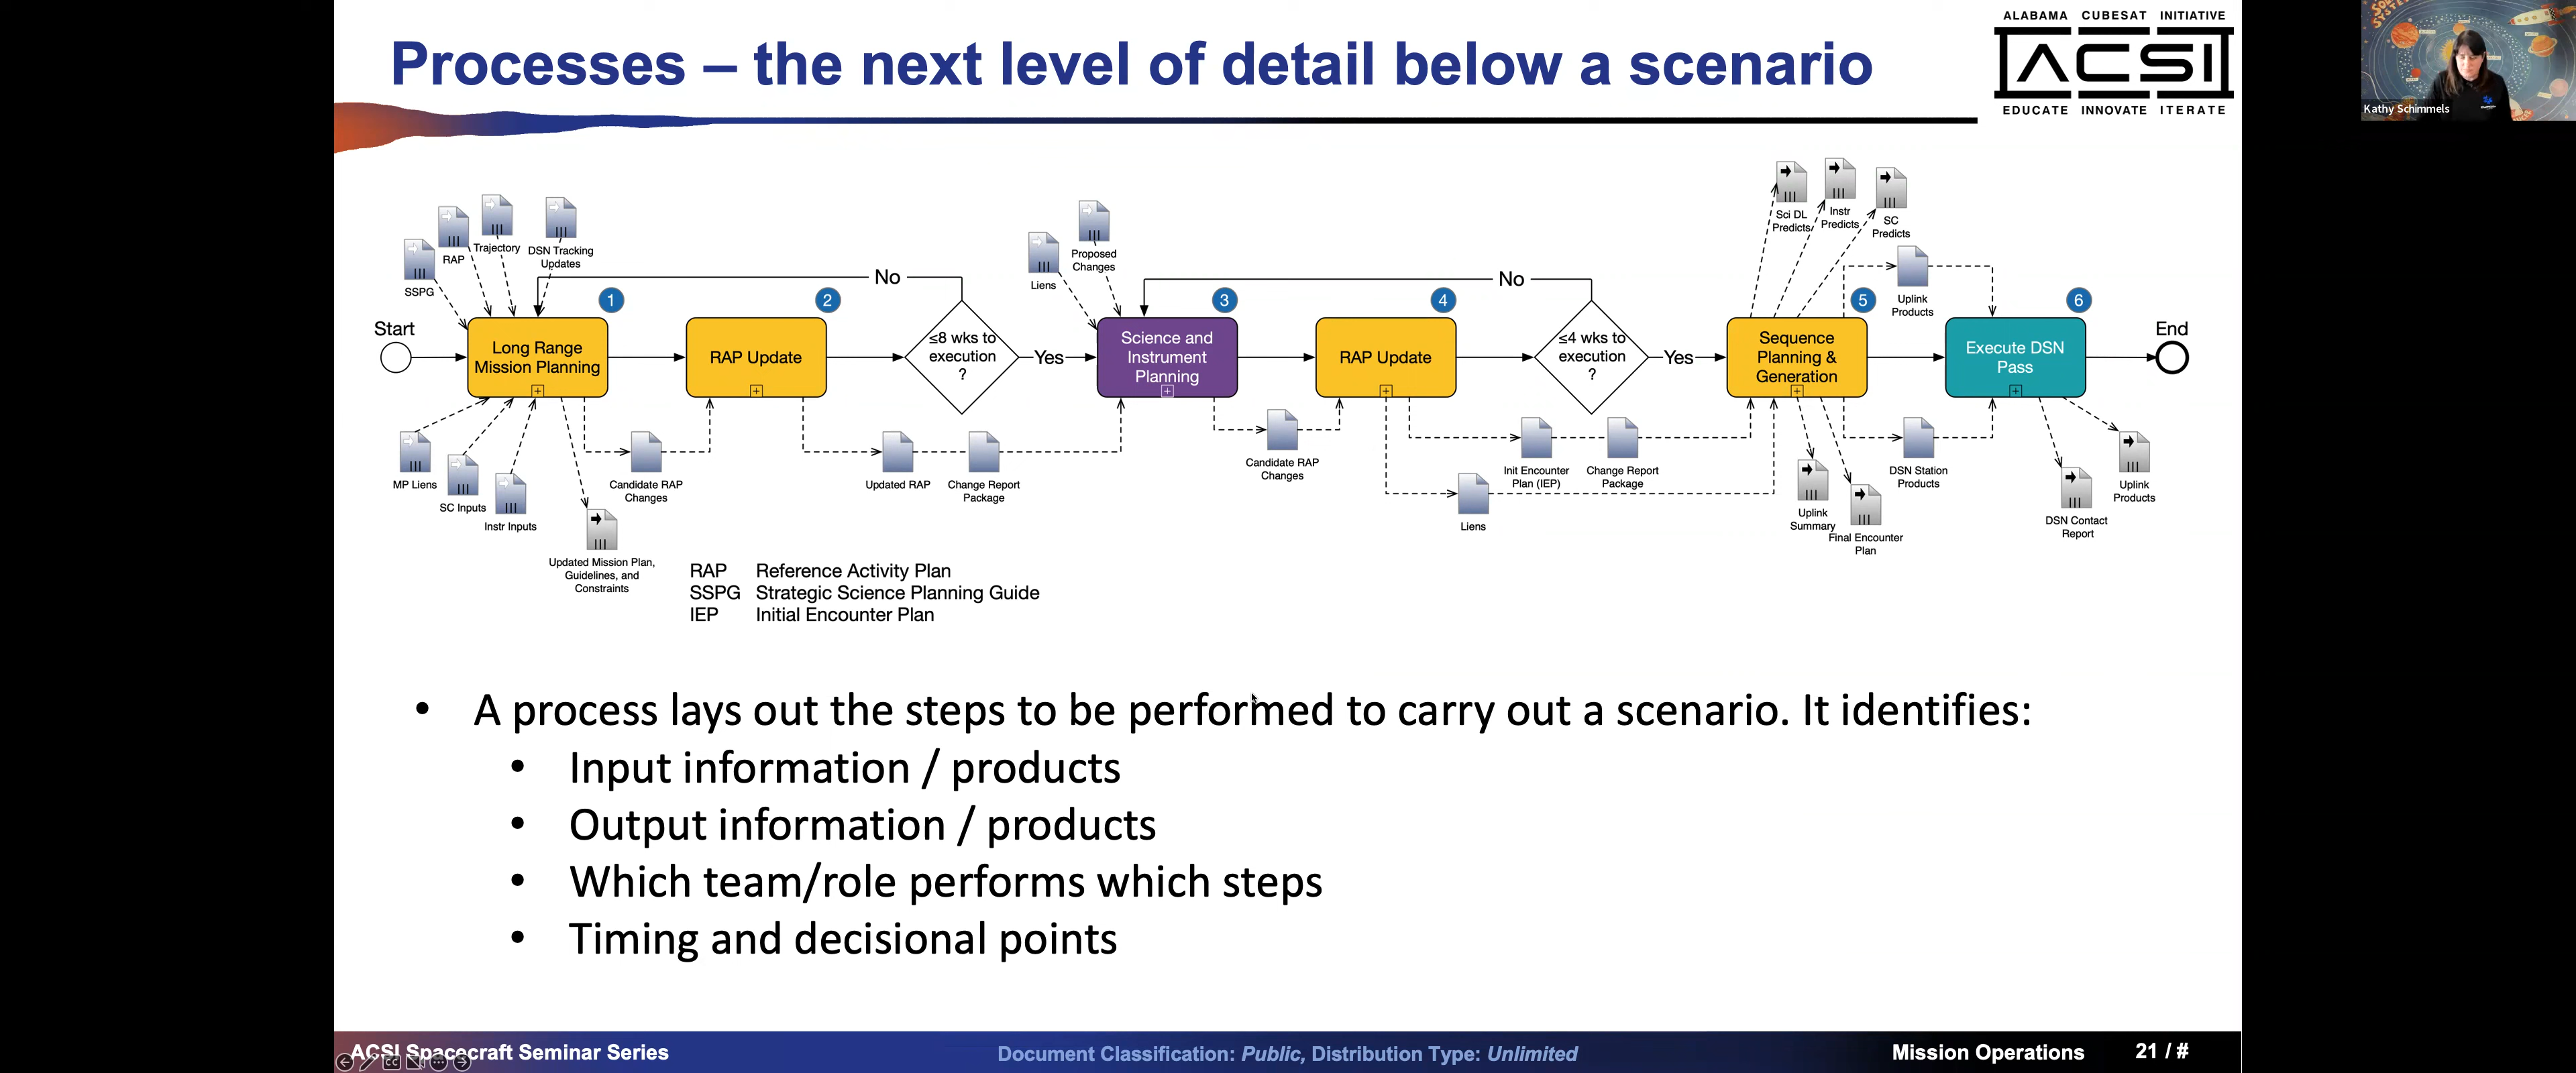 Processes – the next level of detail below a scenario
ALABAMA CUBESAT INITIATIVE
ACSI
EDUCATE INNOVATE ITERATE
Kathy Schimmels
SSPG
RAP
Trajectory
DSN Tracking
Updates
Start
1
Long Range
Mission Planning
MP Liens
SC Inputs
Instr Inputs
Updated Mission Plan,
Guidelines, and
Constraints
Candidate RAP
Changes
2
RAP Update
No
≤8 wks to
execution
?
Yes
Updated RAP
Change Report
Package
Liens
Proposed
Changes
3
Science and
Instrument
Planning
Candidate RAP
Changes
4
RAP Update
No
≤4 wks to
execution
?
Yes
Init Encounter
Plan (IEP)
Change Report
Package
Liens
Sci DL
Predicts
Instr
Predicts
SC
Predicts
5
Sequence
Planning &
Generation
Uplink
Products
Uplink
Summary
Final Encounter
Plan
DSN Station
Products
6
Execute DSN
Pass
DSN Contact
Report
Uplink
Products
End
RAP Reference Activity Plan
SSPG Strategic Science Planning Guide
IEP Initial Encounter Plan
• A process lays out the steps to be performed to carry out a scenario. It identifies:
• Input information / products
• Output information / products
• Which team/role performs which steps
• Timing and decisional points
ACSI Spacecraft Seminar Series
Document Classification: Public, Distribution Type: Unlimited
Mission Operations
21 / #